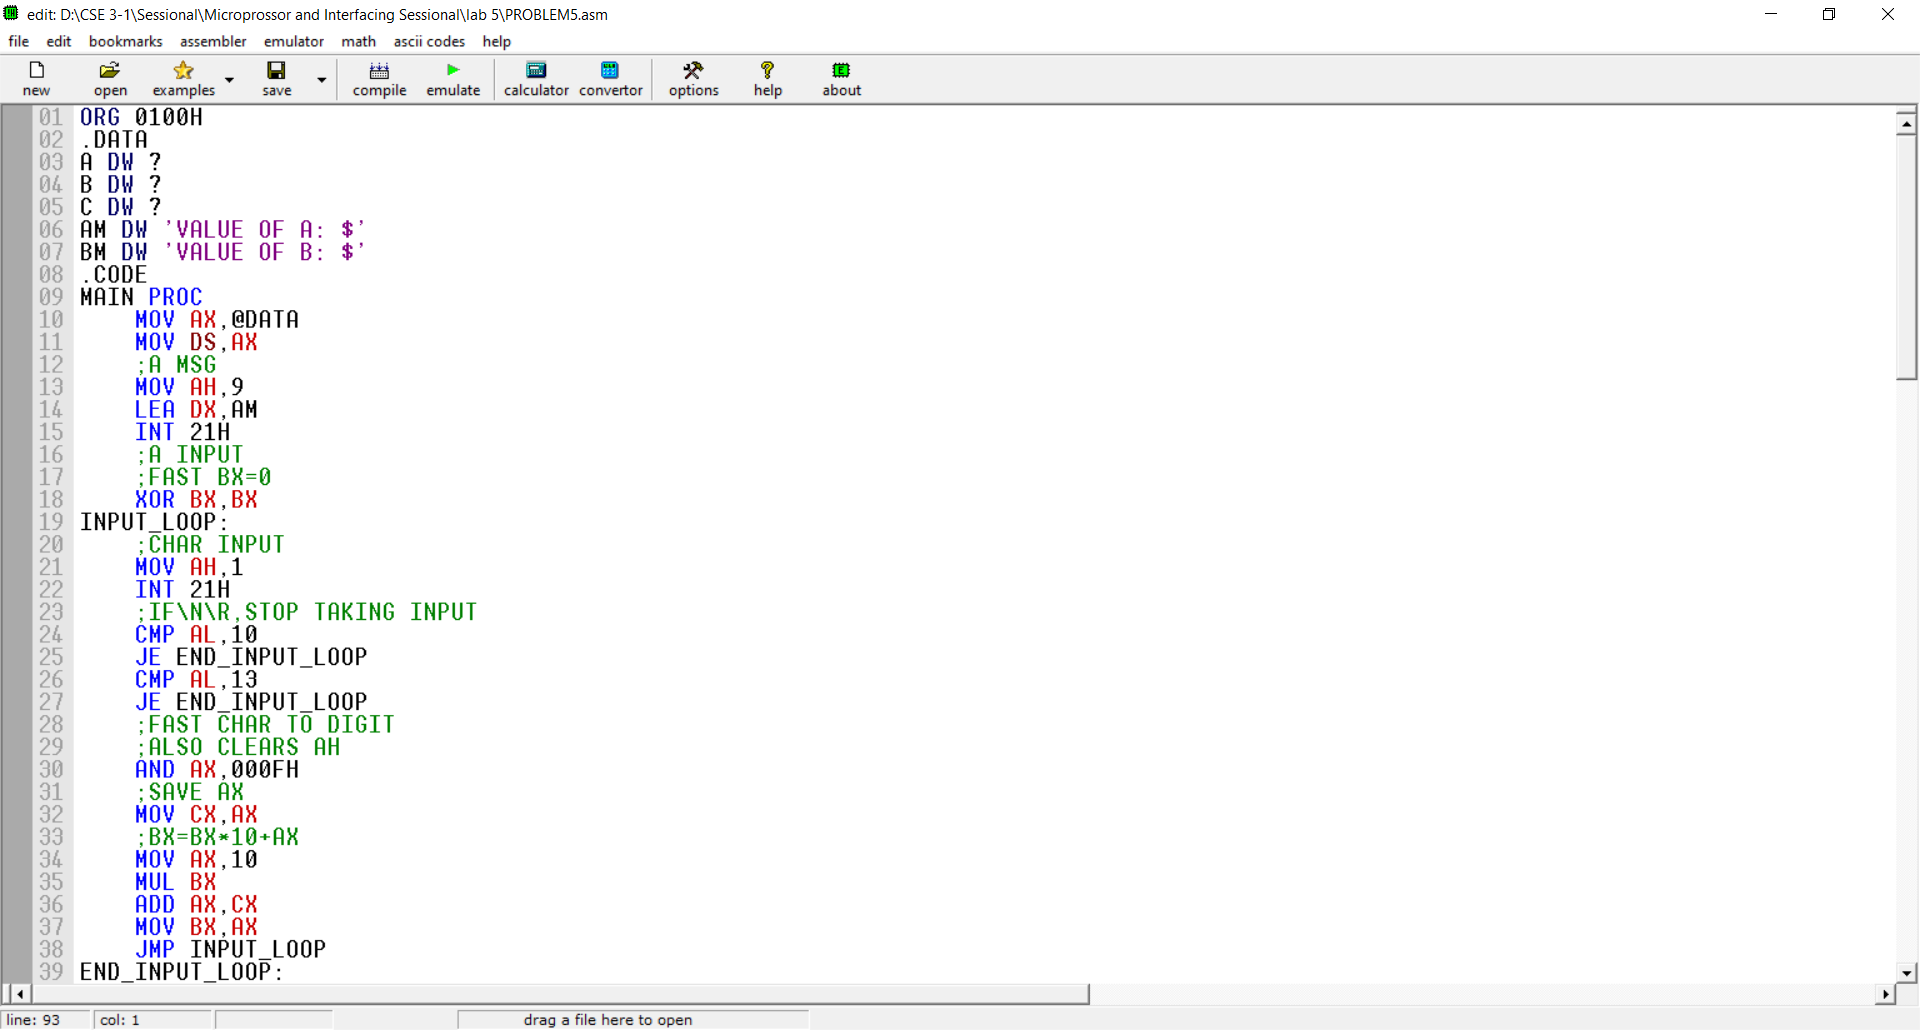 edit: D:\CSE 3-1\Sessional\Microprossor and Interfacing Sessional\lab 5\PROBLEM5.asm
file edit bookmarks assembler emulator math ascii codes help
new open examples save compile emulate calculator convertor options help about
01 ORG 0100H
02 .DATA
03 A DW ?
04 B DW ?
05 C DW ?
06 AM DW 'VALUE OF A: $'
07 BM DW 'VALUE OF B: $'
08 .CODE
09 MAIN PROC
10 MOV AX,@DATA
11 MOV DS,AX
12 ;A MSG
13 MOV AH,9
14 LEA DX,AM
15 INT 21H
16 ;A INPUT
17 ;FAST BX=0
18 XOR BX,BX
19 INPUT_LOOP:
20 ;CHAR INPUT
21 MOV AH,1
22 INT 21H
23 ;IF\N\R,STOP TAKING INPUT
24 CMP AL,10
25 JE END_INPUT_LOOP
26 CMP AL,13
27 JE END_INPUT_LOOP
28 ;FAST CHAR TO DIGIT
29 ;ALSO CLEARS AH
30 AND AX,000FH
31 ;SAVE AX
32 MOV CX,AX
33 ;BX=BX*10+AX
34 MOV AX,10
35 MUL BX
36 ADD AX,CX
37 MOV BX,AX
38 JMP INPUT_LOOP
39 END_INPUT_LOOP:
line: 93 col: 1 drag a file here to open